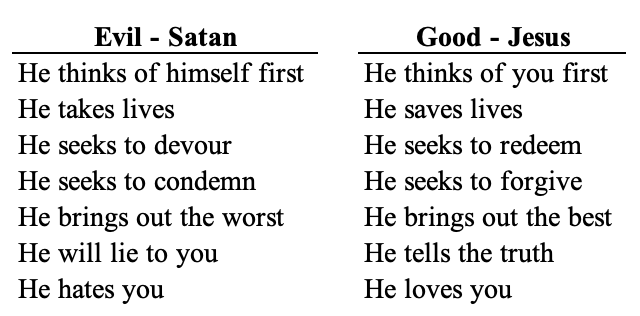 Evil - Satan
He thinks of himself first
He takes lives
He seeks to devour
He seeks to condemn
He brings out the worst
He will lie to you
He hates you
Good - Jesus
He thinks of you first
He saves lives
He seeks to redeem
He seeks to forgive
He brings out the best
He tells the truth
He loves you